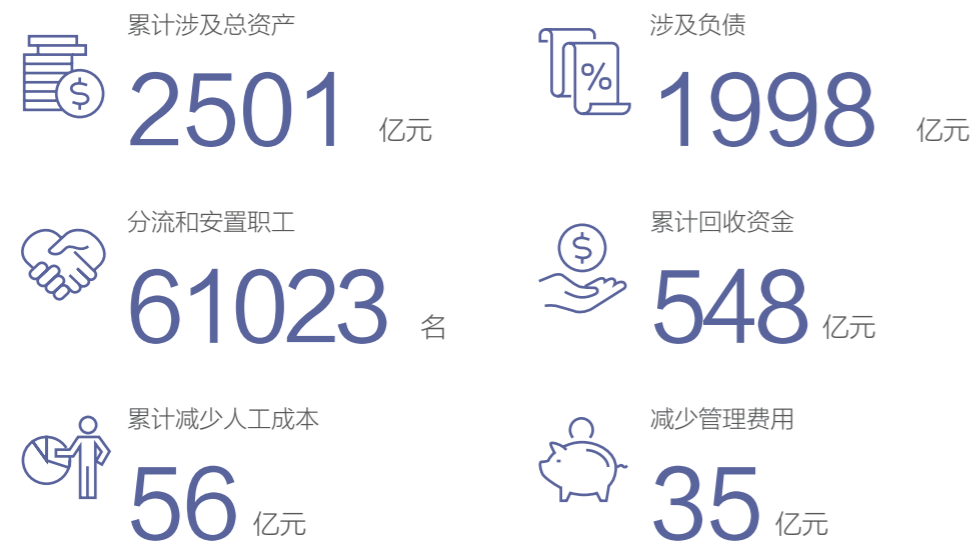 累计涉及总资产
2501 亿元
涉及负债
1998 亿元
分流和安置职工
61023 名
累计回收资金
548 亿元
累计减少人工成本
56 亿元
减少管理费用
35 亿元